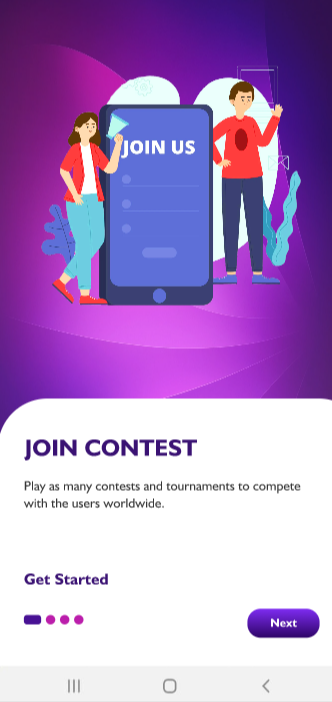 JOIN US
JOIN CONTEST
Play as many contests and tournaments to compete
with the users worldwide.
Get Started
Next